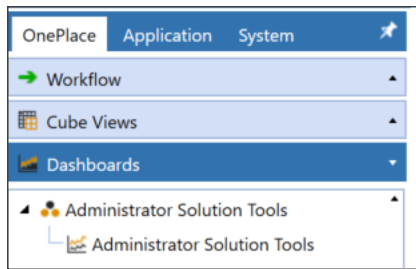 OnePlace Application System
Workflow
Cube Views
Dashboards
Administrator Solution Tools
Administrator Solution Tools